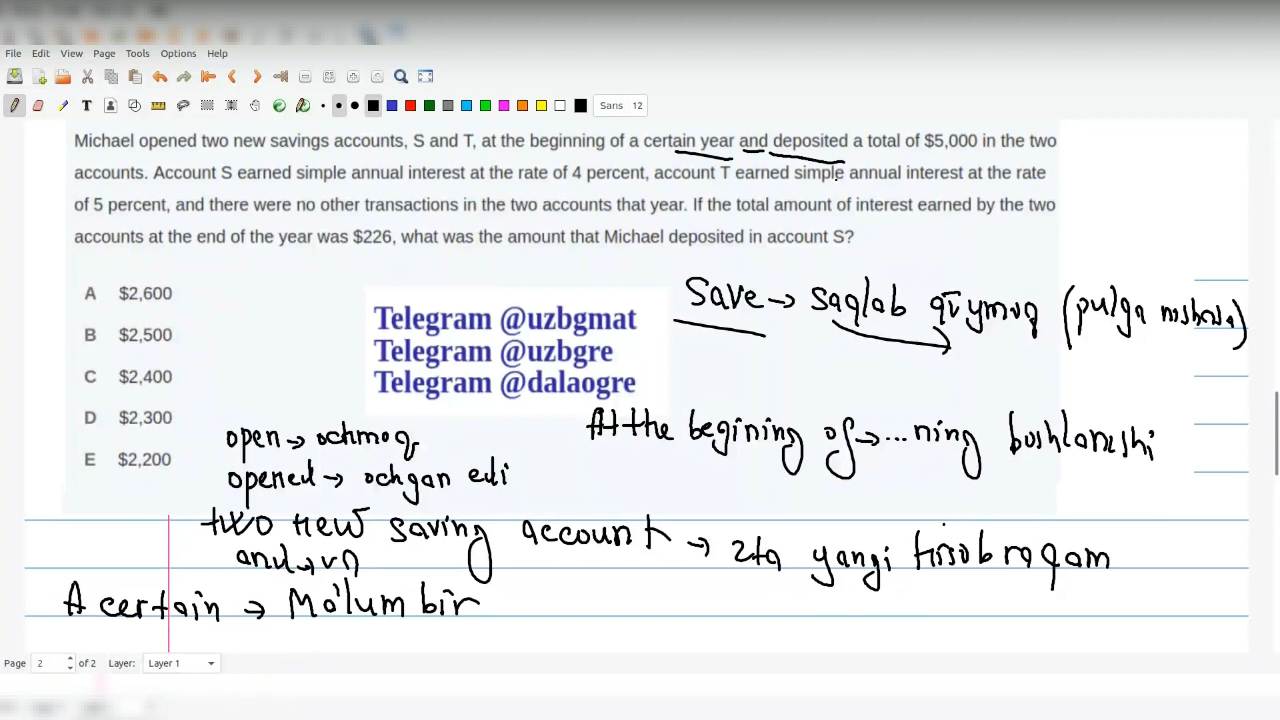 File Edit View Page Tools Options Help
Sans 12
Michael opened two new savings accounts, S and T, at the beginning of a certain year and deposited a total of $5,000 in the two
accounts. Account S earned simple annual interest at the rate of 4 percent, account T earned simple annual interest at the rate
of 5 percent, and there were no other transactions in the two accounts that year. If the total amount of interest earned by the two
accounts at the end of the year was $226, what was the amount that Michael deposited in account S?
A $2,600
B $2,500
C $2,400
D $2,300
E $2,200
Telegram @uzbgmat
Telegram @uzbgre
Telegram @dalaogre
Save → saqlab qo'ymoq (pulga nisbatan)
At the begining of → ...ning boshlanishi
open → ochmoq
opened → ochgan edi
two new saving account → 2ta yangi hisobraqam
and → va
A certain → Ma'lum bir
Page 2 of 2 Layer: Layer 1